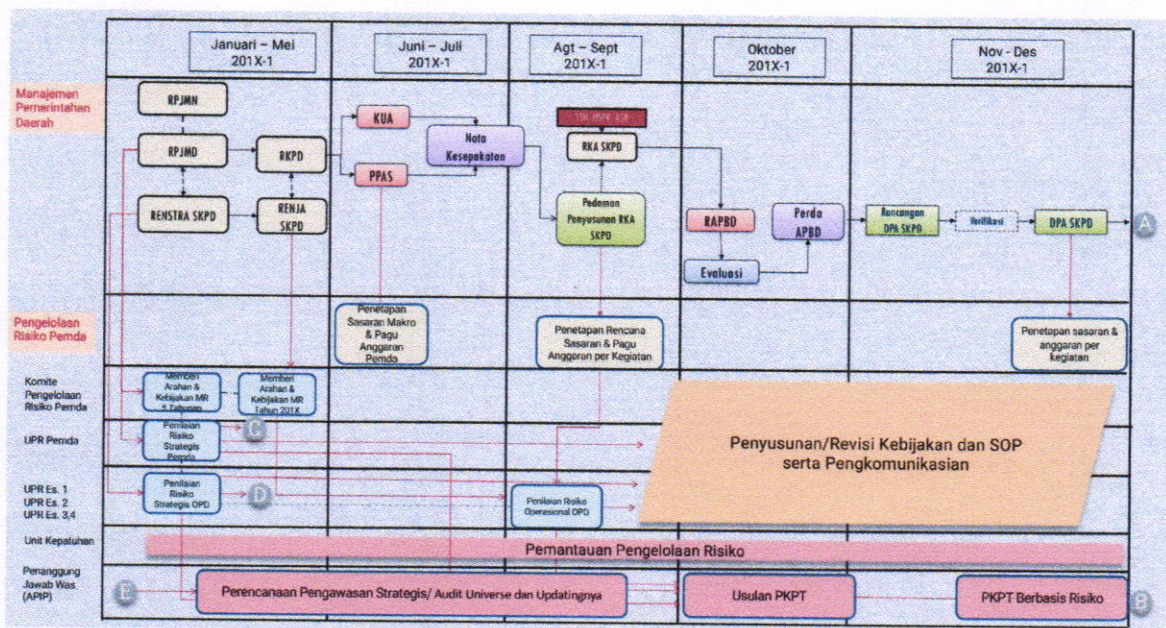 Januari – Mei
201X-1
Juni – Juli
201X-1
Agt – Sept
201X-1
Oktober
201X-1
Nov - Des
201X-1
Manajemen
Pemerintahan
Daerah
RPJMN
RPJMD
RENSTRA SKPD
RKPD
RENJA
SKPD
KUA
PPAS
Nota
Kesepakatan
RKA SKPD
Pedoman
Penyusunan RKA
SKPD
RAPBD
Evaluasi
Perda
APBD
Rancangan
DPA SKPD
Verifikasi
DPA SKPD
A
Pengelolaan
Risiko Pemda
Penetapan
Sasaran Makro
& Pagu
Anggaran
Pemda
Penetapan Rencana
Sasaran & Pagu
Anggaran per Kegiatan
Penetapan sasaran &
anggaran per
kegiatan
Komite
Pengelolaan
Risiko Pemda
Memberi
Arahan &
Kebijakan MR
5 Tahunan
Memberi
Arahan &
Kebijakan MR
Tahun 201X
UPR Pemda
Penilaian
Risiko
Strategis
Pemda
C
Penyusunan/Revisi Kebijakan dan SOP
serta Pengkomunikasian
UPR Es. 1
UPR Es. 2
UPR Es. 3,4
Penilaian
Risiko
Strategis OPD
D
Penilaian Risiko
Operasional OPD
Unit Kepatuhan
Pemantauan Pengelolaan Risiko
Penanggung
Jawab Was
(APIP)
E
Perencanaan Pengawasan Strategis/ Audit Universe dan Updatingnya
Usulan PKPT
PKPT Berbasis Risiko
B